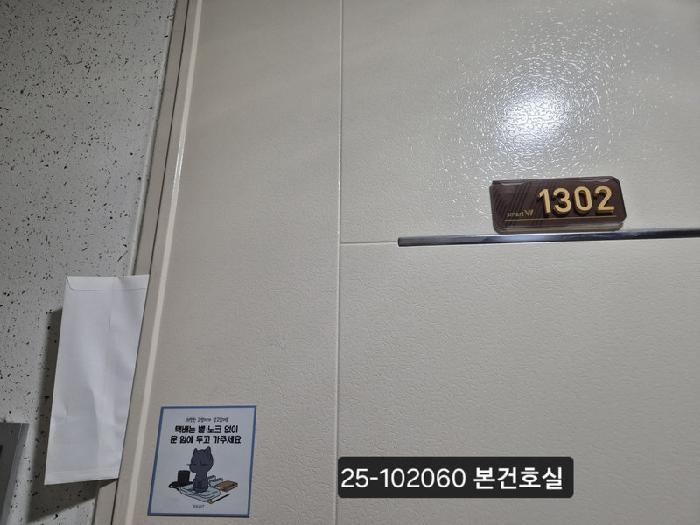 1302
택배는 벨 노크 없이
문 앞에 두고 가주세요
25-102060 본건호실